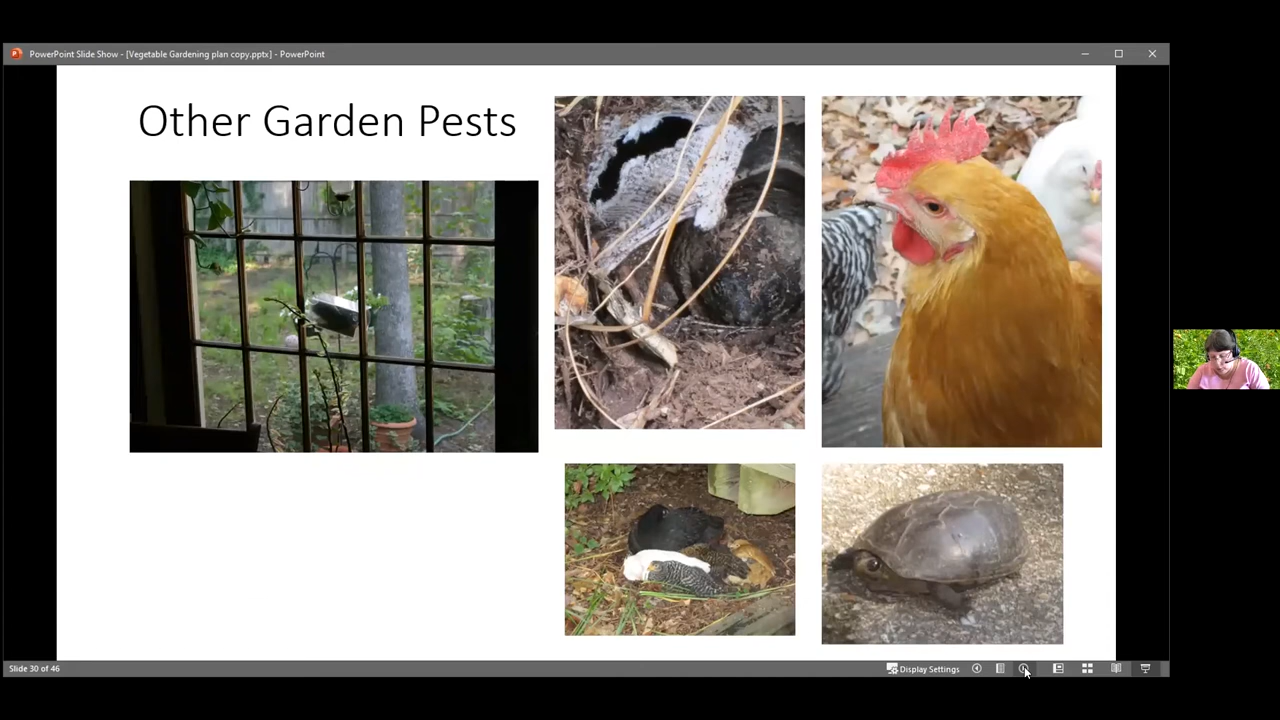 PowerPoint Slide Show - [Vegetable Gardening plan copy.pptx] - PowerPoint
Other Garden Pests
Slide 30 of 46
Display Settings